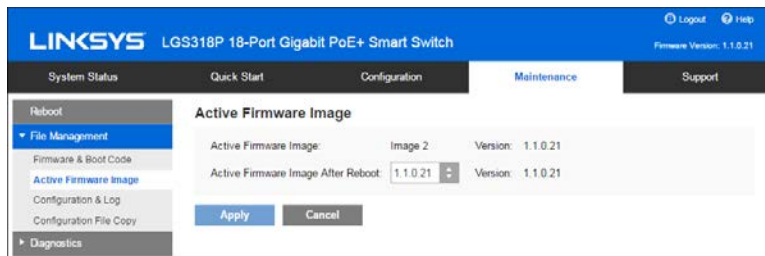 Logout Help
LINKSYS LGS318P 18-Port Gigabit PoE+ Smart Switch
Firmware Version: 1.1.0.21
System Status Quick Start Configuration Maintenance Support
Reboot
File Management
Firmware & Boot Code
Active Firmware Image
Configuration & Log
Configuration File Copy
Diagnostics
Active Firmware Image
Active Firmware Image: Image 2 Version: 1.1.0.21
Active Firmware Image After Reboot: 1.1.0.21 Version: 1.1.0.21
Apply Cancel